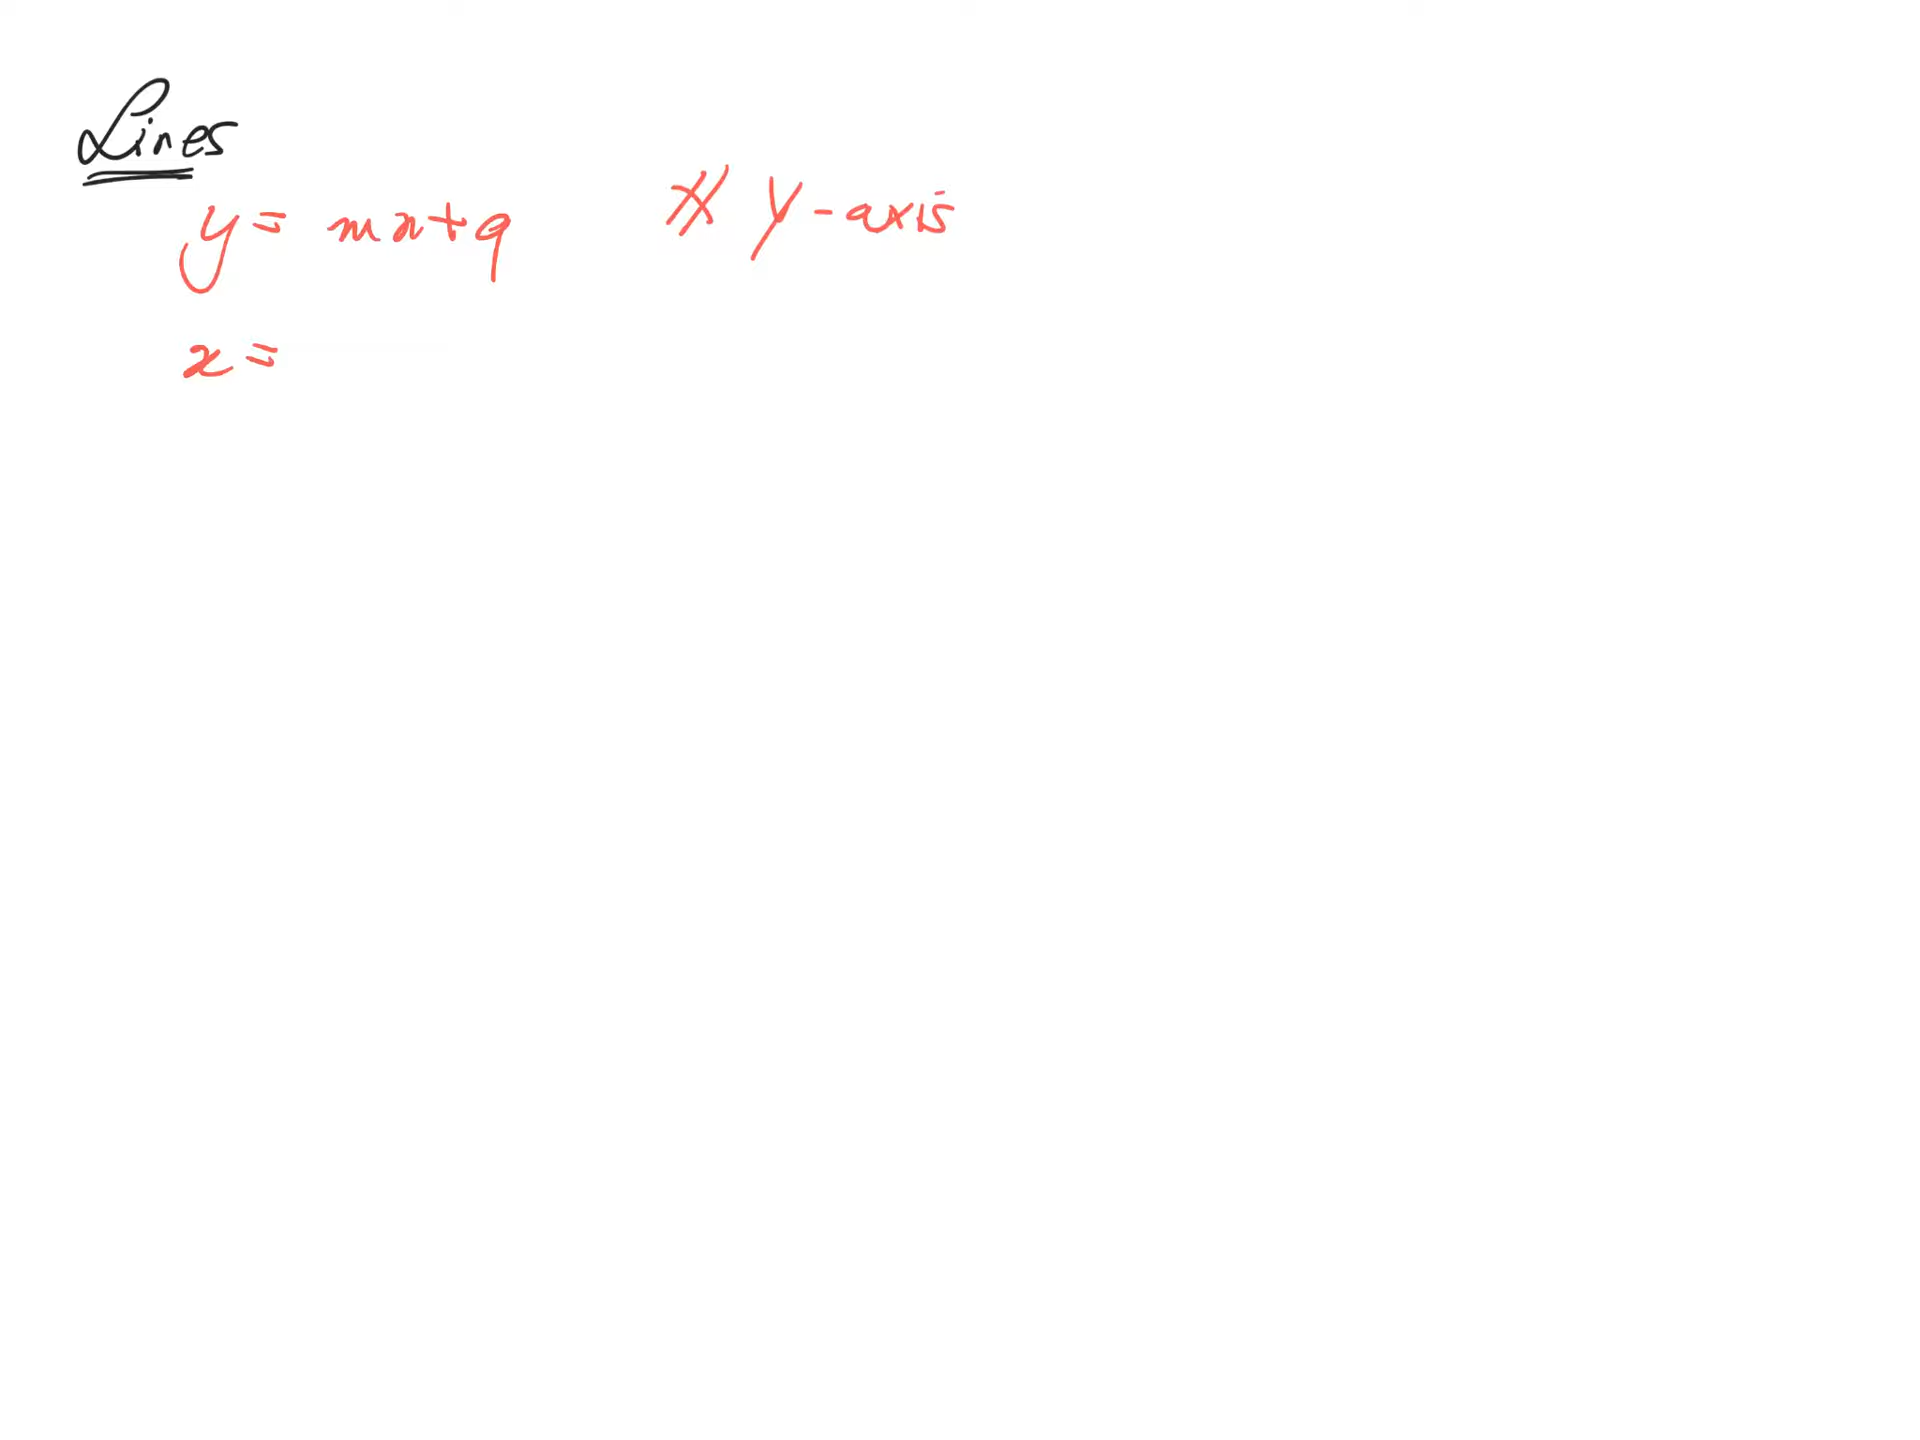 Lines
y = mx + q ∦ y-axis
x =